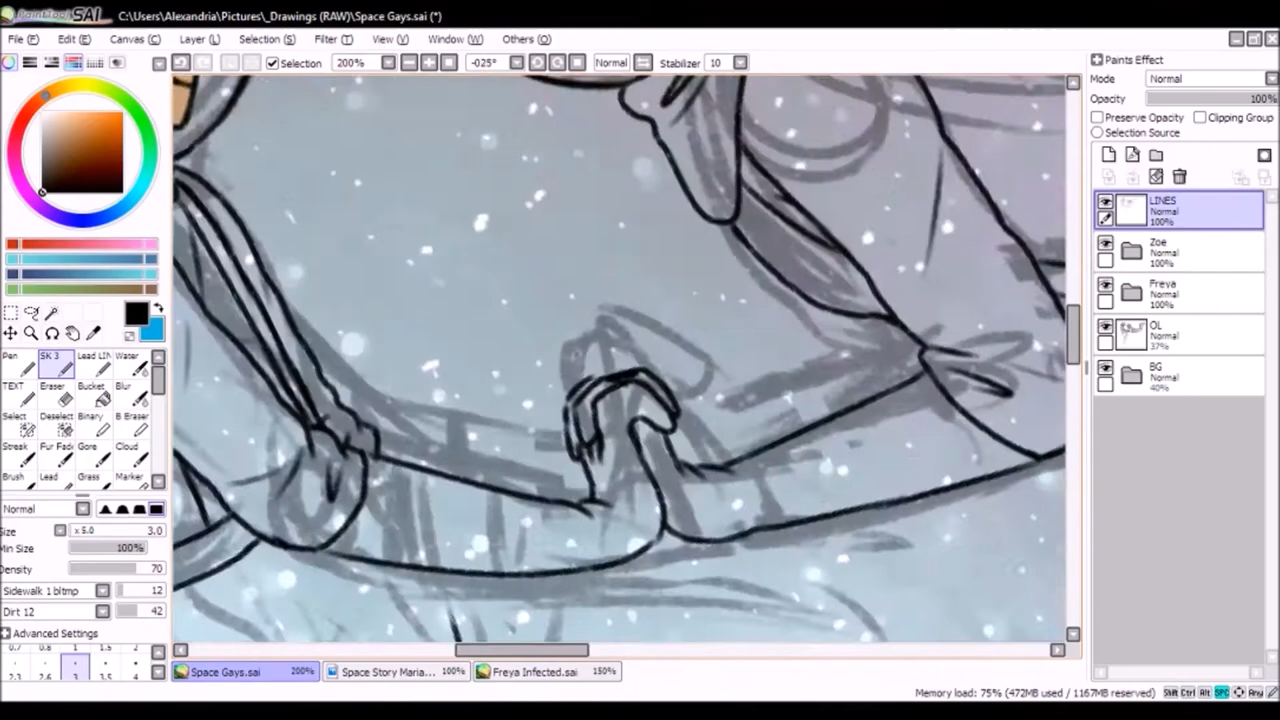 PaintTool SAI C:\Users\Alexandria\Pictures\_Drawings (RAW)\Space Gays.sai (*)
File (F) Edit (E) Canvas (C) Layer (L) Selection (S) Filter (T) View (V) Window (W) Others (O)
Selection 200% -025° Normal Stabilizer 10
Paints Effect
Mode Normal
Opacity 100%
Preserve Opacity Clipping Group
Selection Source
LINES
Normal
100%
Zoe
Normal
100%
Freya
Normal
100%
OL
Normal
37%
BG
Normal
40%
Pen SK 3 Lead LIN Water
TEXT Eraser Bucket Blur
Select Deselect Binary B Eraser
Streak Fur Fade Gore Cloud
Brush Lead Grass Marker
Normal
Size x 5.0 3.0
Min Size 100%
Density 70
Sidewalk 1 bitmp 12
Dirt 12 42
Advanced Settings
0.7 0.8 1 1.5 2
2.3 2.6 3 3.5 4
Space Gays.sai 200% Space Story Maria... 100% Freya Infected.sai 150%
Memory load: 75% (472MB used / 1167MB reserved) Shift Ctrl Alt SPC Any